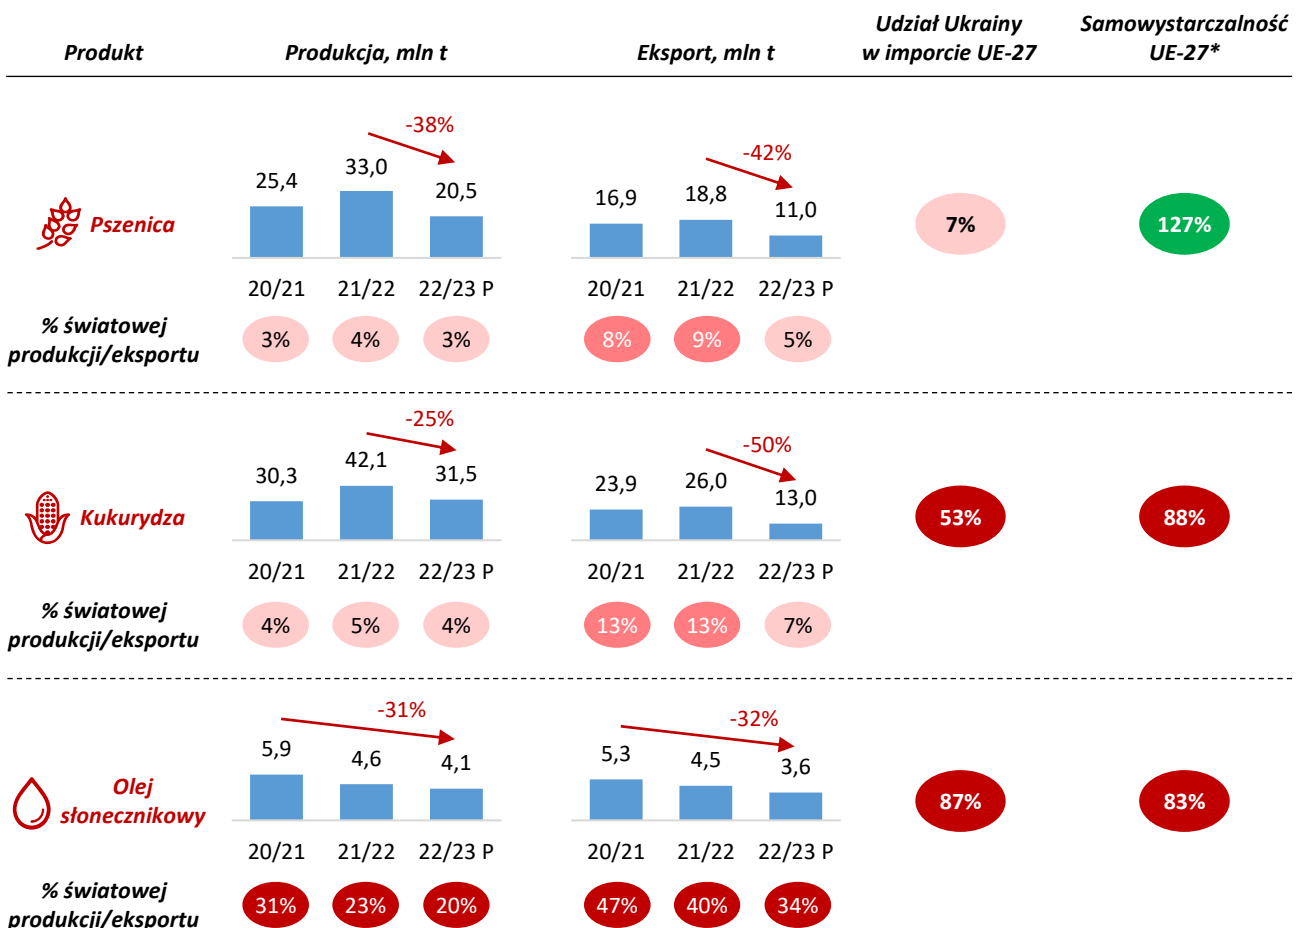 Produkt
Produkcja, mln t
Eksport, mln t
Udział Ukrainy
w imporcie UE-27
Samowystarczalność
UE-27*
Pszenica
-38%
25,4 33,0 20,5
20/21 21/22 22/23 P
-42%
16,9 18,8 11,0
20/21 21/22 22/23 P
7%
127%
% światowej
produkcji/eksportu
3% 4% 3%
8% 9% 5%
Kukurydza
-25%
30,3 42,1 31,5
20/21 21/22 22/23 P
-50%
23,9 26,0 13,0
20/21 21/22 22/23 P
53%
88%
% światowej
produkcji/eksportu
4% 5% 4%
13% 13% 7%
Olej
słonecznikowy
-31%
5,9 4,6 4,1
20/21 21/22 22/23 P
-32%
5,3 4,5 3,6
20/21 21/22 22/23 P
87%
83%
% światowej
produkcji/eksportu
31% 23% 20%
47% 40% 34%